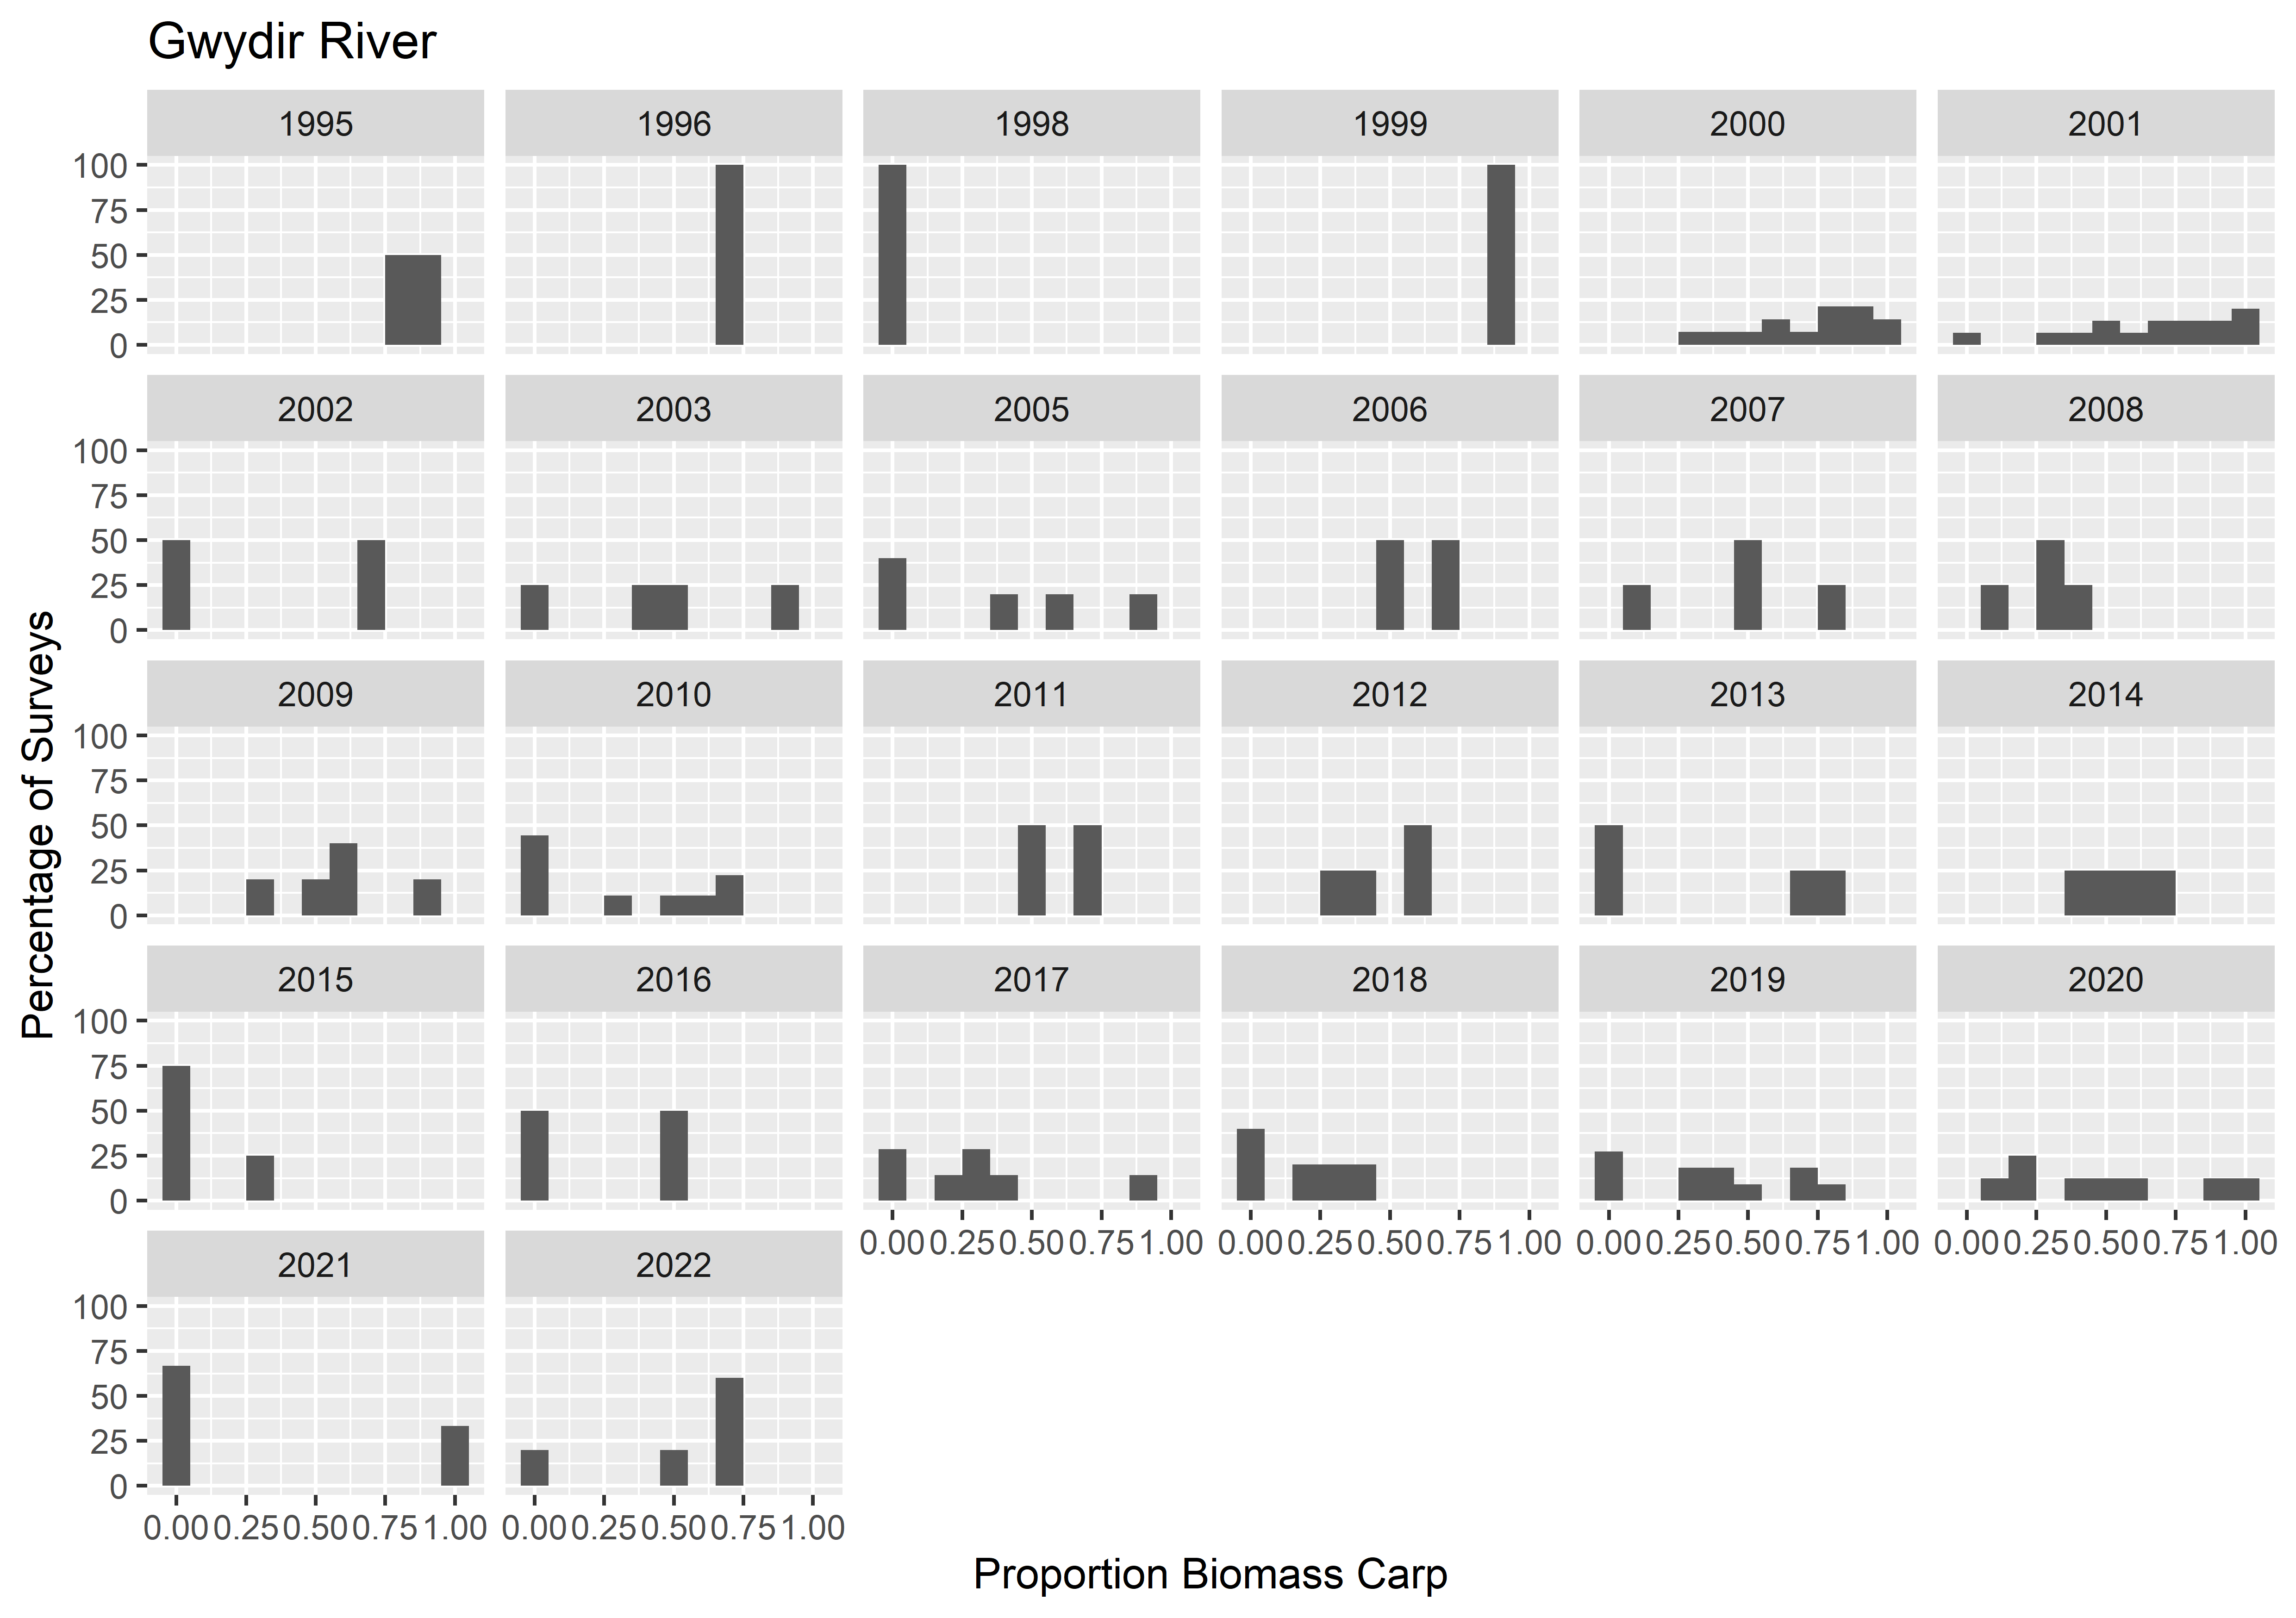 Gwydir River
1995 1996 1998 1999 2000 2001
100
75
50
25
0
2002 2003 2005 2006 2007 2008
100
75
50
25
0
2009 2010 2011 2012 2013 2014
100
75
50
25
0
2015 2016 2017 2018 2019 2020
100
75
50
25
0
0.00 0.25 0.50 0.75 1.00 0.00 0.25 0.50 0.75 1.00 0.00 0.25 0.50 0.75 1.00 0.00 0.25 0.50 0.75 1.00
2021 2022
100
75
50
25
0
0.00 0.25 0.50 0.75 1.00 0.00 0.25 0.50 0.75 1.00
Proportion Biomass Carp
Percentage of Surveys